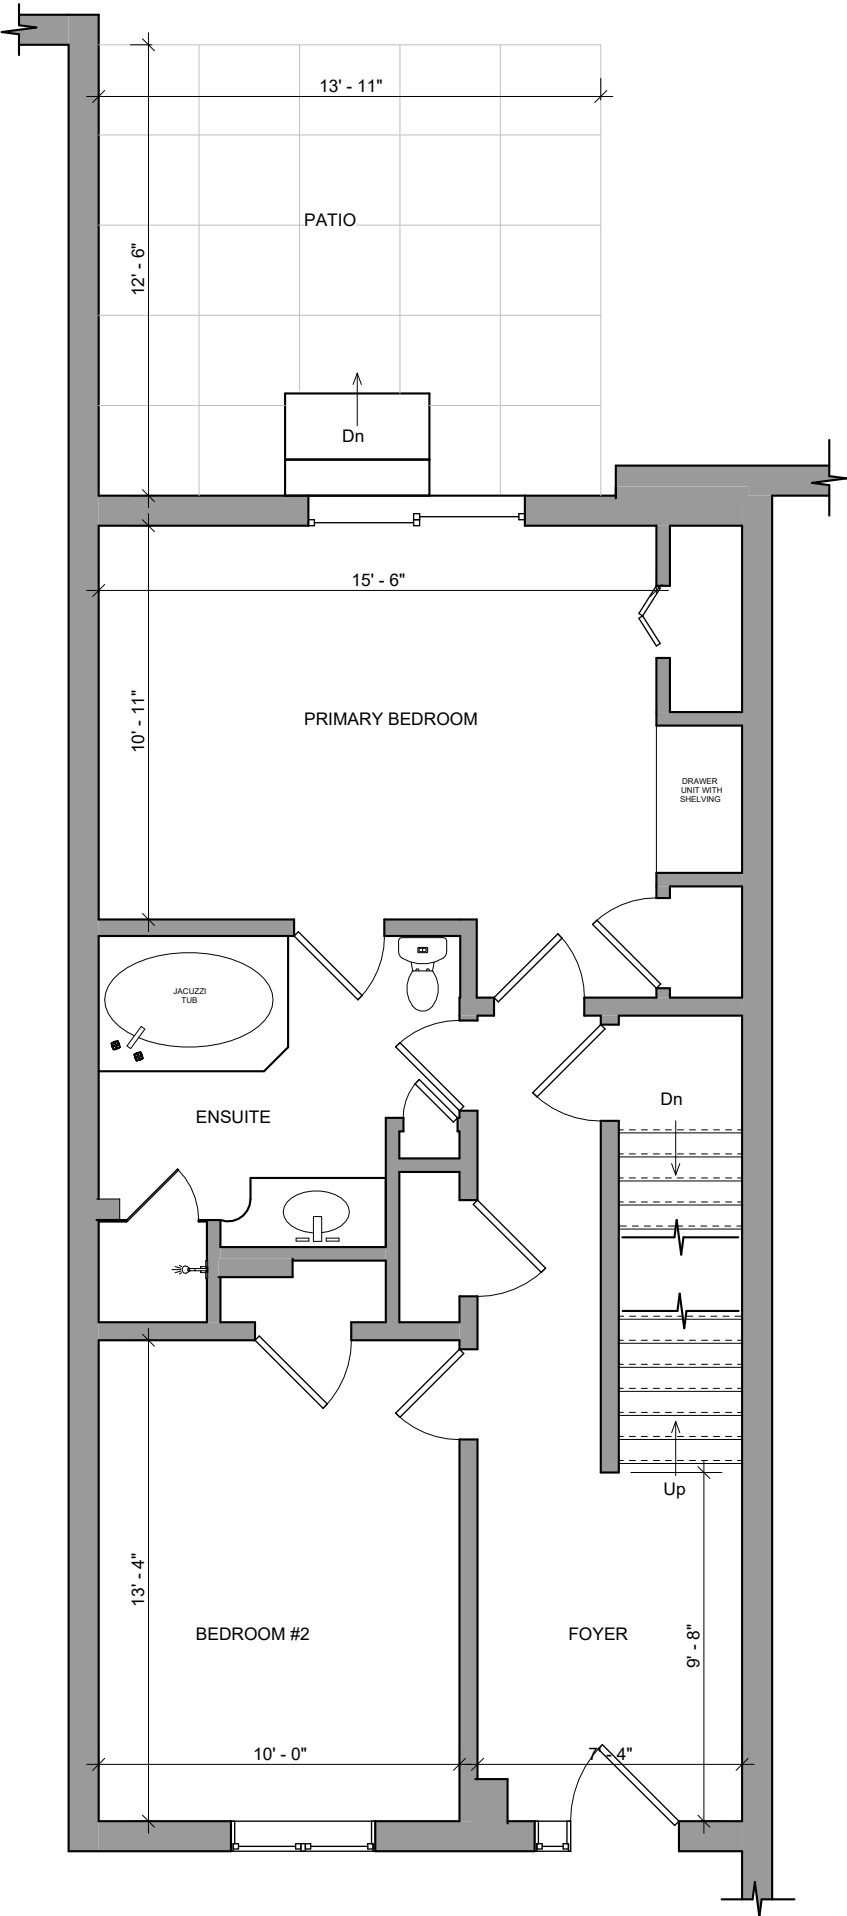 13' - 11"
PATIO
12' - 6"
Dn
15' - 6"
10' - 11"
PRIMARY BEDROOM
DRAWER
UNIT WITH
SHELVING
JACUZZI
TUB
ENSUITE
Dn
Up
13' - 4"
BEDROOM #2
FOYER
9' - 8"
10' - 0"
7' - 4"